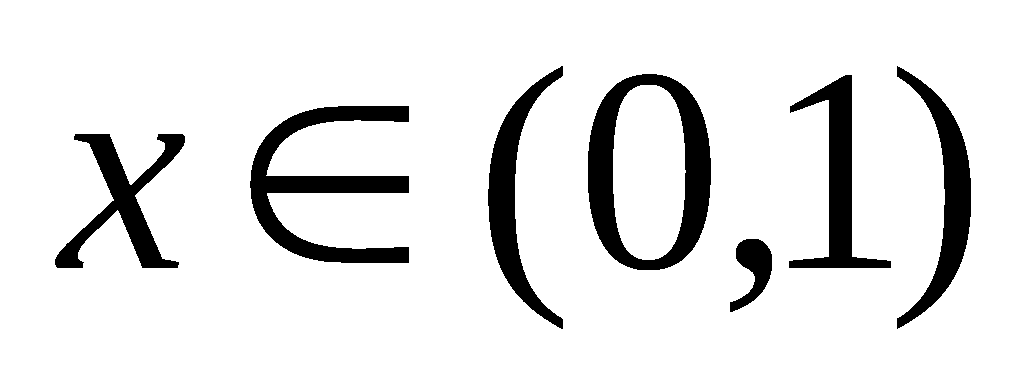 x ∈ (0,1)